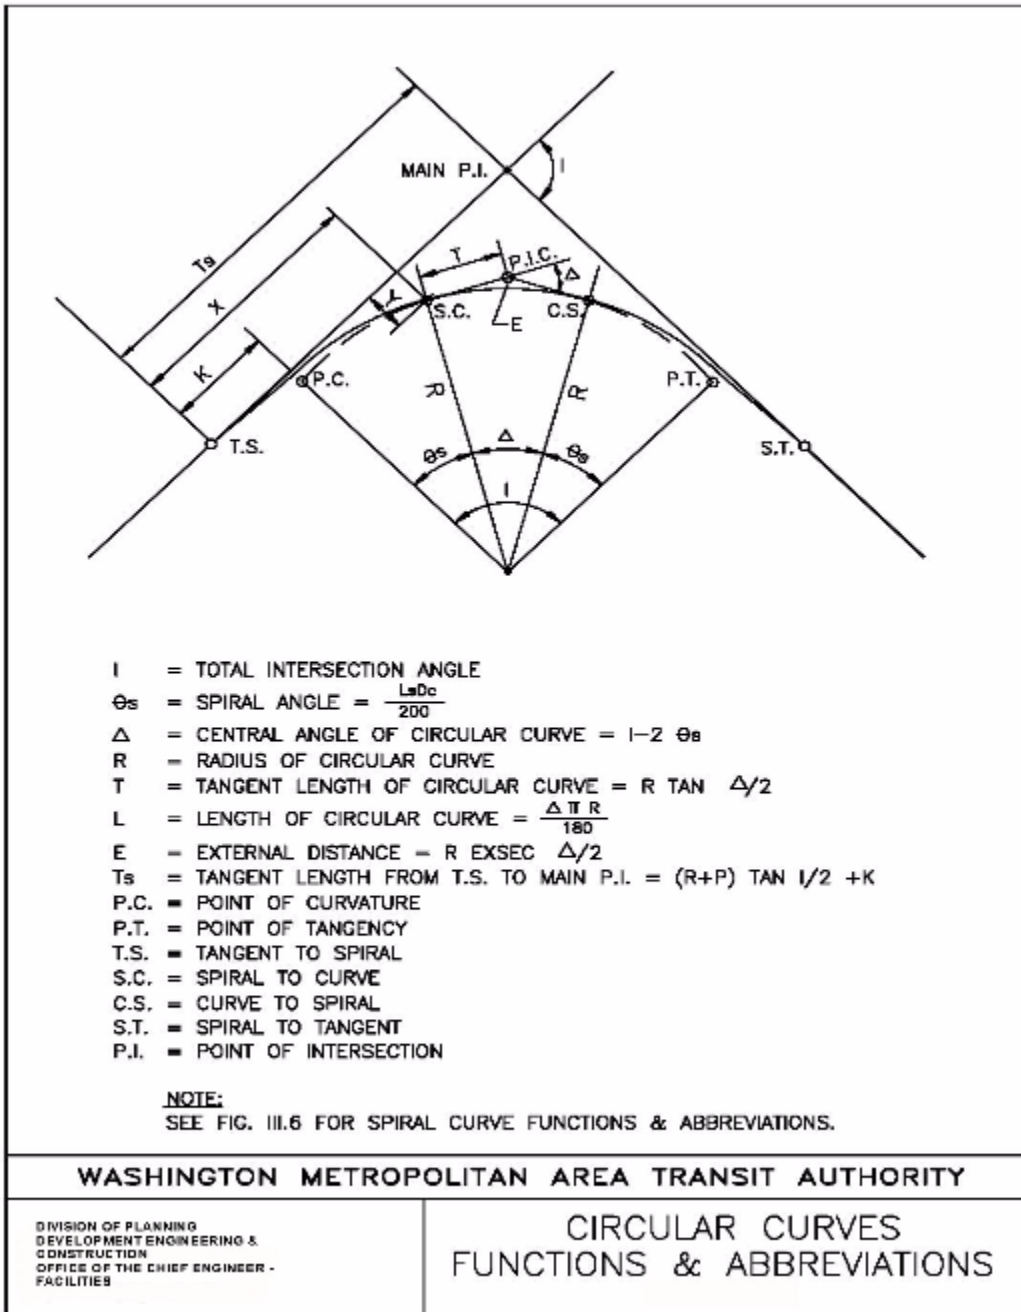 MAIN P.I.
I
Ts
X
K
Y
T
P.I.C.
Δ
S.C.
C.S.
E
P.C.
P.T.
R
R
T.S.
S.T.
θs
Δ
θs
I
I = TOTAL INTERSECTION ANGLE
θs = SPIRAL ANGLE = LsDc/200
Δ = CENTRAL ANGLE OF CIRCULAR CURVE = I-2 θs
R = RADIUS OF CIRCULAR CURVE
T = TANGENT LENGTH OF CIRCULAR CURVE = R TAN Δ/2
L = LENGTH OF CIRCULAR CURVE = Δ π R/180
E = EXTERNAL DISTANCE = R EXSEC Δ/2
Ts = TANGENT LENGTH FROM T.S. TO MAIN P.I. = (R+P) TAN I/2 +K
P.C. = POINT OF CURVATURE
P.T. = POINT OF TANGENCY
T.S. = TANGENT TO SPIRAL
S.C. = SPIRAL TO CURVE
C.S. = CURVE TO SPIRAL
S.T. = SPIRAL TO TANGENT
P.I. = POINT OF INTERSECTION
NOTE:
SEE FIG. III.6 FOR SPIRAL CURVE FUNCTIONS & ABBREVIATIONS.
WASHINGTON METROPOLITAN AREA TRANSIT AUTHORITY
DIVISION OF PLANNING
DEVELOPMENT ENGINEERING &
CONSTRUCTION
OFFICE OF THE CHIEF ENGINEER -
FACILITIES
CIRCULAR CURVES
FUNCTIONS & ABBREVIATIONS